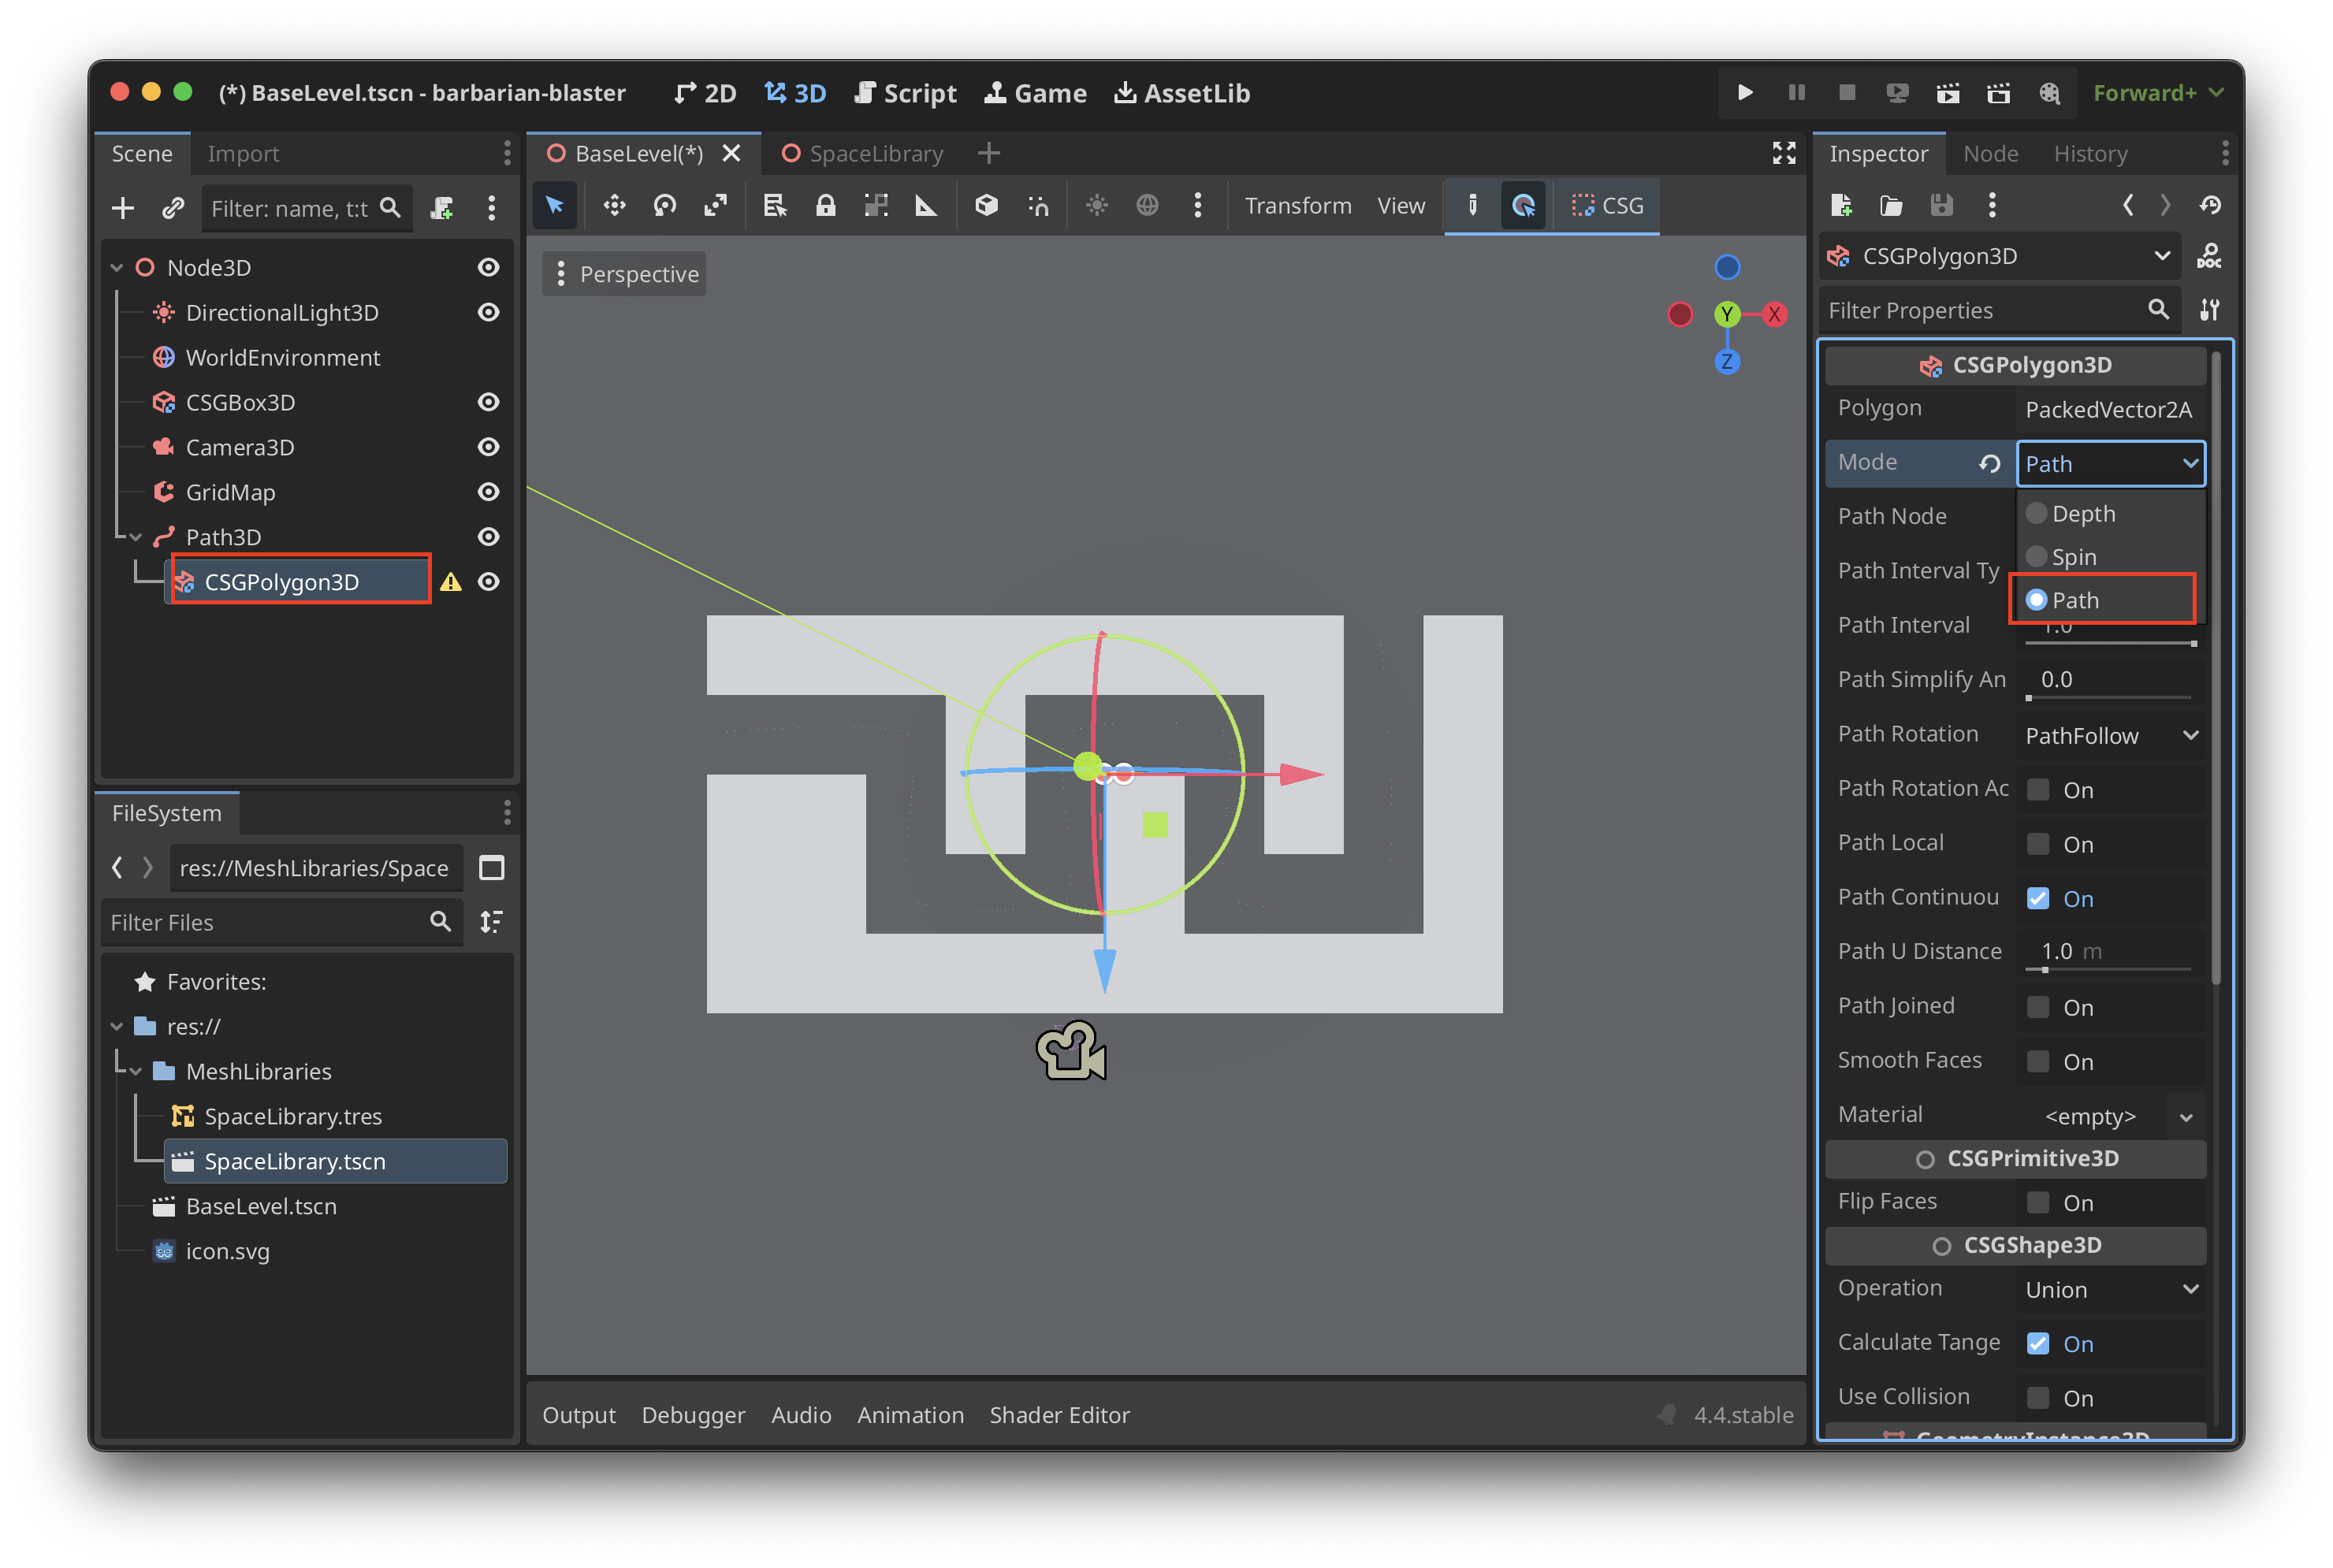 (*) BaseLevel.tscn - barbarian-blaster
2D
3D
Script
Game
AssetLib
Forward+
Scene
Import
Filter: name, t:t
Node3D
DirectionalLight3D
WorldEnvironment
CSGBox3D
Camera3D
GridMap
Path3D
CSGPolygon3D
FileSystem
res://MeshLibraries/Space
Filter Files
Favorites:
res://
MeshLibraries
SpaceLibrary.tres
SpaceLibrary.tscn
BaseLevel.tscn
icon.svg
BaseLevel(*)
SpaceLibrary
Transform
View
CSG
Perspective
Y
X
Z
Output
Debugger
Audio
Animation
Shader Editor
4.4.stable
Inspector
Node
History
CSGPolygon3D
DOC
Filter Properties
CSGPolygon3D
Polygon
PackedVector2A
Mode
Path
Depth
Spin
Path
Path Node
Path Interval Ty
Path Interval
1.0
Path Simplify An
0.0
Path Rotation
PathFollow
Path Rotation Ac
On
Path Local
On
Path Continuou
On
Path U Distance
1.0 m
Path Joined
On
Smooth Faces
On
Material
<empty>
CSGPrimitive3D
Flip Faces
On
CSGShape3D
Operation
Union
Calculate Tange
On
Use Collision
On
GeometryInstance3D